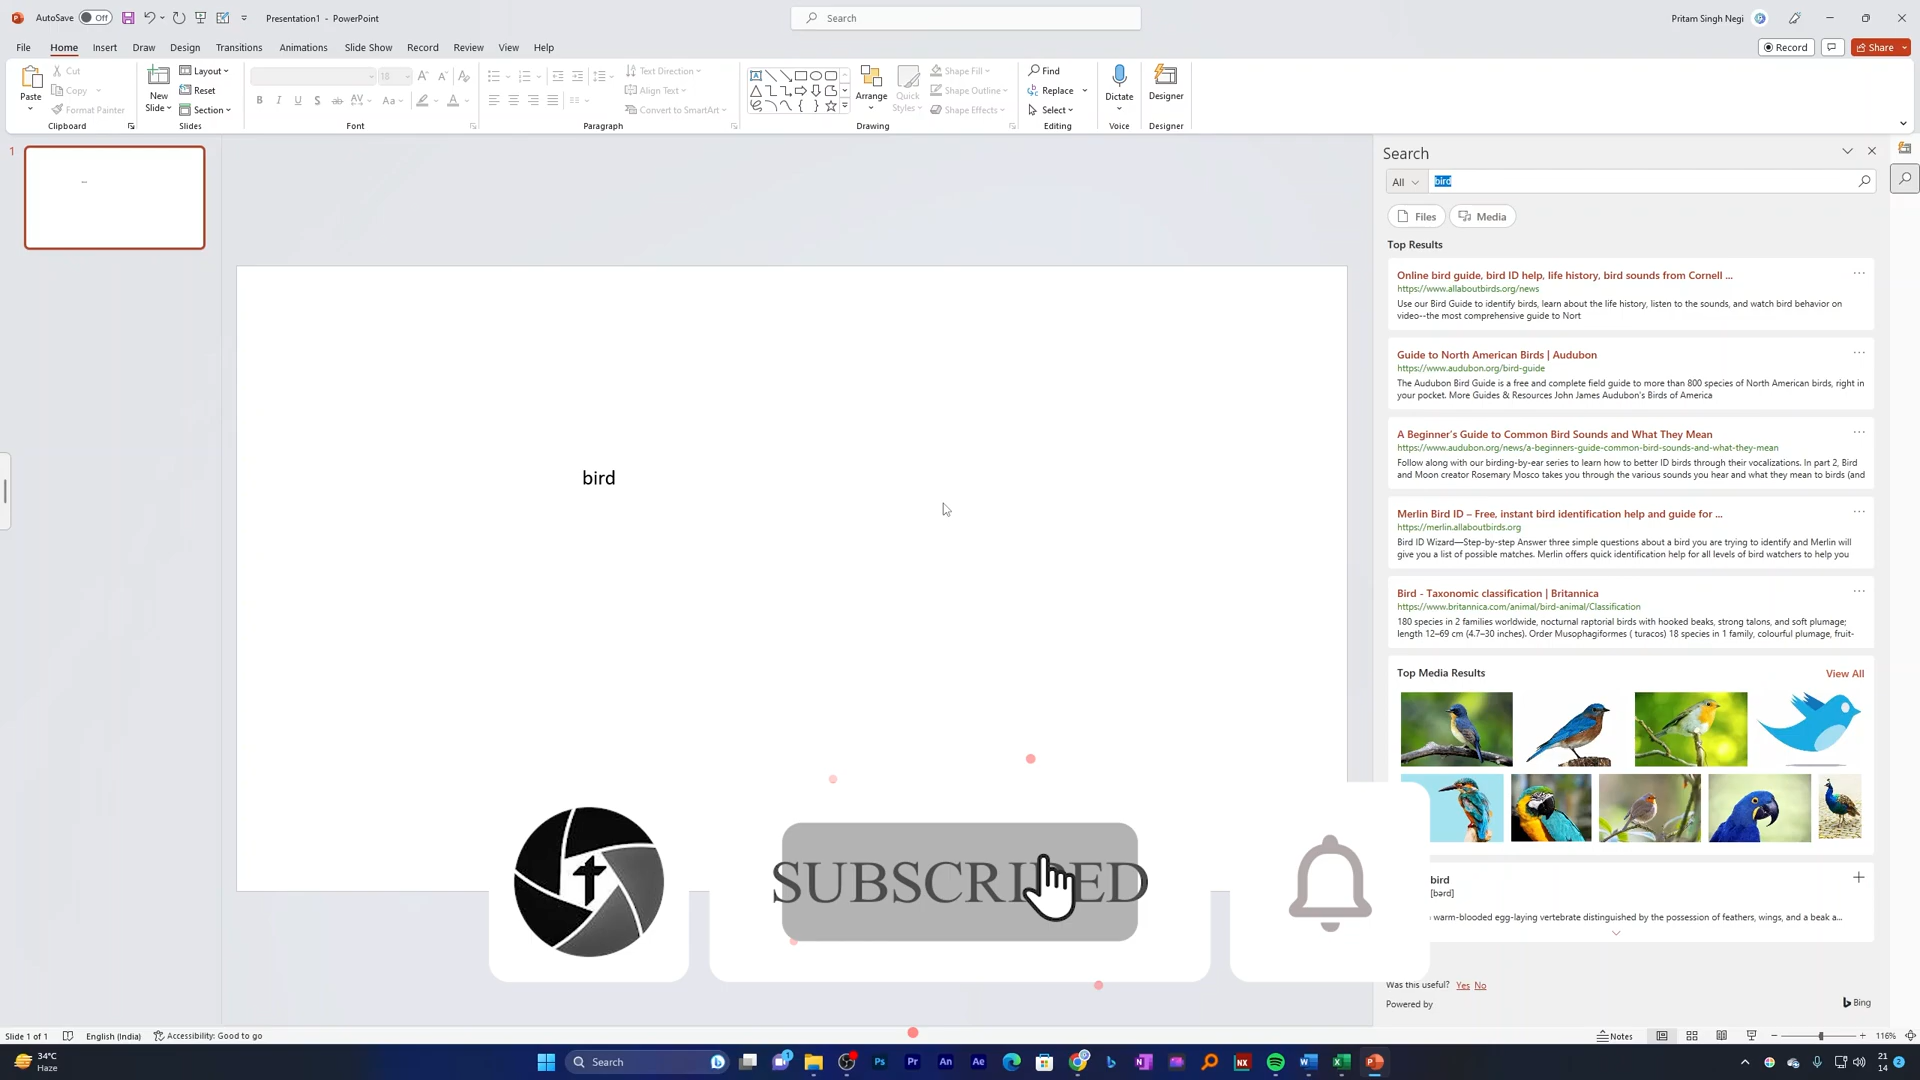 AutoSave Off
Presentation1 - PowerPoint
Search
Pritam Singh Negi
File Home Insert Draw Design Transitions Animations Slide Show Record Review View Help
Record
Share
Paste
Cut
Copy
Format Painter
Clipboard
New
Slide
Layout
Reset
Section
Slides
18
Font
Text Direction
Align Text
Convert to SmartArt
Paragraph
Arrange
Quick
Styles
Shape Fill
Shape Outline
Shape Effects
Drawing
Find
Replace
Select
Editing
Dictate
Voice
Designer
Designer
1
bird
Search
All
bird
Files
Media
Top Results
Online bird guide, bird ID help, life history, bird sounds from Cornell ...
https://www.allaboutbirds.org/news
Use our Bird Guide to identify birds, learn about the life history, listen to the sounds, and watch bird behavior on
video--the most comprehensive guide to Nort
Guide to North American Birds | Audubon
https://www.audubon.org/bird-guide
The Audubon Bird Guide is a free and complete field guide to more than 800 species of North American birds, right in
your pocket. More Guides & Resources John James Audubon's Birds of America
A Beginner's Guide to Common Bird Sounds and What They Mean
https://www.audubon.org/news/a-beginners-guide-common-bird-sounds-and-what-they-mean
Follow along with our birding-by-ear series to learn how to better ID birds through their vocalizations. In part 2, Bird
and Moon creator Rosemary Mosco takes you through the various sounds you hear and what they mean to birds (and
Merlin Bird ID – Free, instant bird identification help and guide for ...
https://merlin.allaboutbirds.org
Bird ID Wizard—Step-by-step Answer three simple questions about a bird you are trying to identify and Merlin will
give you a list of possible matches. Merlin offers quick identification help for all levels of bird watchers to help you
Bird - Taxonomic classification | Britannica
https://www.britannica.com/animal/bird-animal/Classification
180 species in 2 families worldwide, nocturnal raptorial birds with hooked beaks, strong talons, and soft plumage;
length 12–69 cm (4.7–30 inches). Order Musophagiformes ( turacos) 18 species in 1 family, colourful plumage, fruit-
Top Media Results
View All
bird
[bərd]
warm-blooded egg-laying vertebrate distinguished by the possession of feathers, wings, and a beak a...
Was this useful? Yes No
Powered by
Bing
SUBSCRIBED
Slide 1 of 1
English (India)
Accessibility: Good to go
Notes
116%
34°C
Haze
Search
21
14